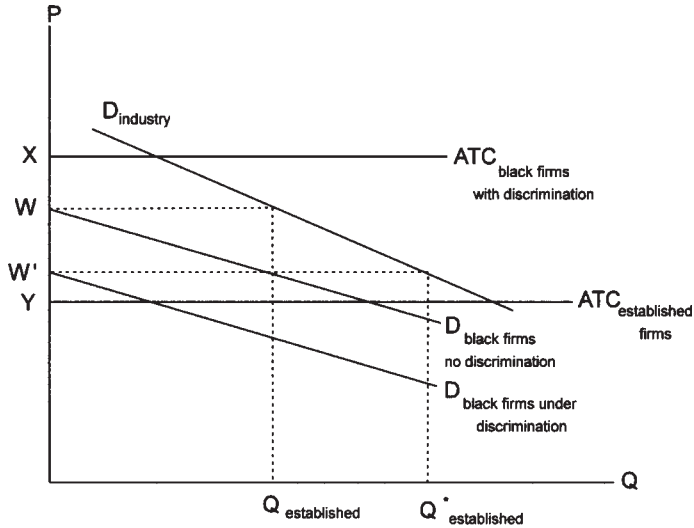 P
D industry
X
ATC black firms
with discrimination
W
W'
Y
ATC established
firms
D black firms
no discrimination
D black firms under
discrimination
Q
Q established
Q * established